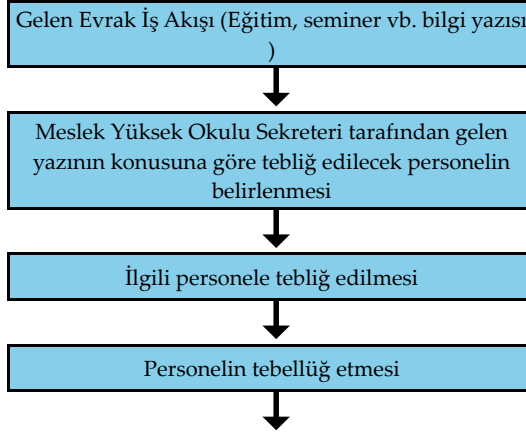 Gelen Evrak İş Akışı (Eğitim, seminer vb. bilgi yazısı
)
Meslek Yüksek Okulu Sekreteri tarafından gelen
yazının konusuna göre tebliğ edilecek personelin
belirlenmesi
İlgili personele tebliğ edilmesi
Personelin tebellüğ etmesi